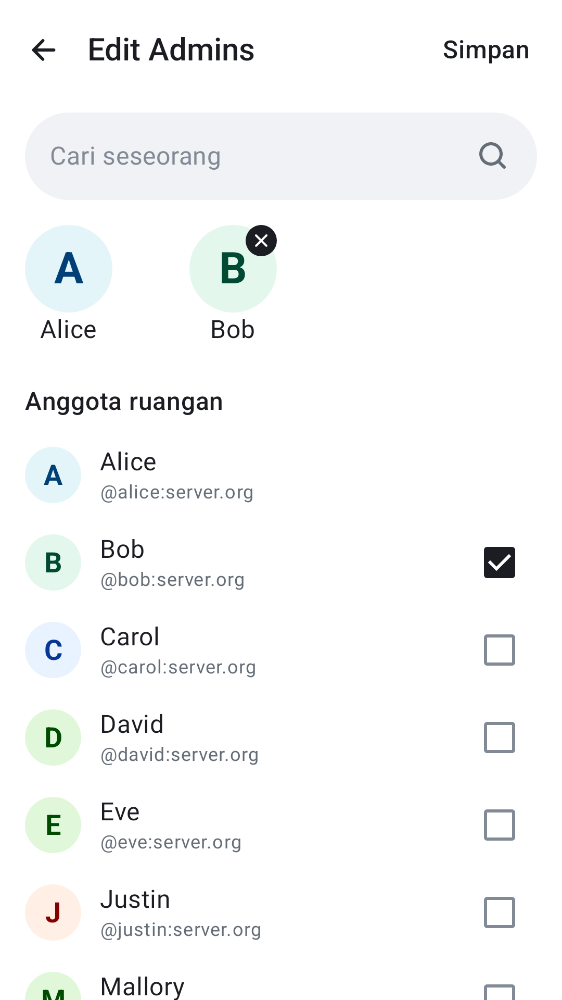 Edit Admins
Simpan
Cari seseorang
A
B
Alice
Bob
Anggota ruangan
A
Alice
@alice:server.org
B
Bob
@bob:server.org
C
Carol
@carol:server.org
D
David
@david:server.org
E
Eve
@eve:server.org
J
Justin
@justin:server.org
M
Mallory